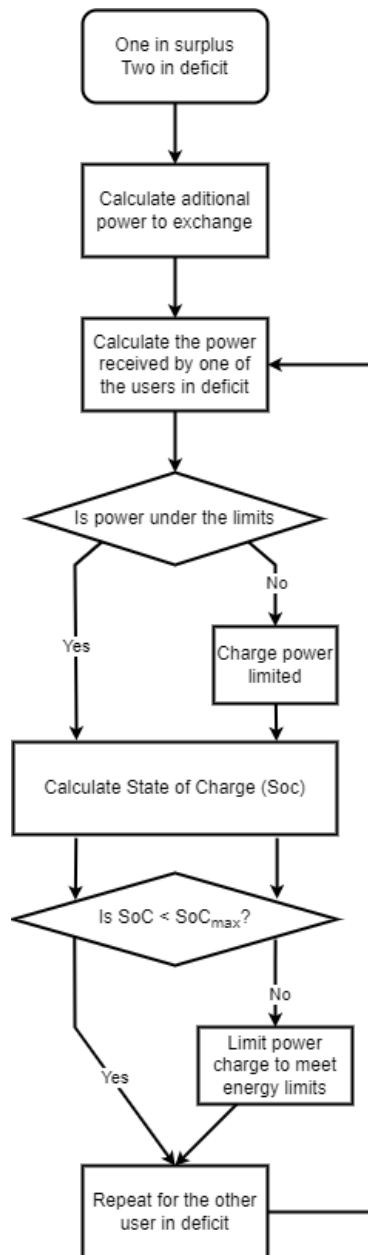 One in surplus
Two in deficit
Calculate aditional
power to exchange
Calculate the power
received by one of
the users in deficit
Is power under the limits
No
Yes
Charge power
limited
Calculate State of Charge (Soc)
Is SoC < SoCmax?
No
Limit power
charge to meet
energy limits
Yes
Repeat for the other
user in deficit